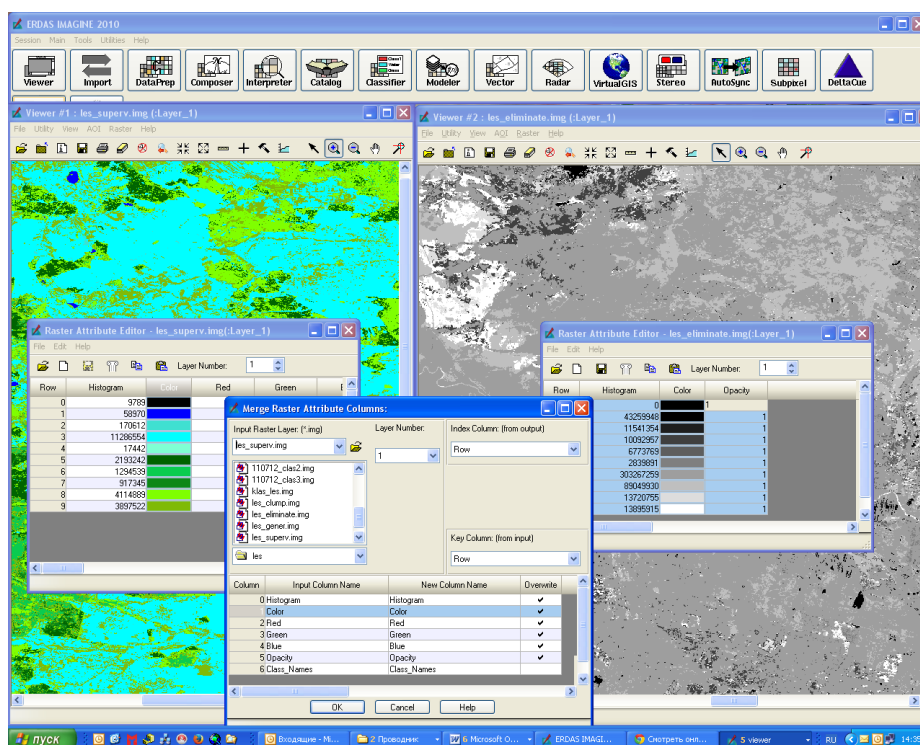 ERDAS IMAGINE 2010
Session Main Tools Utilities Help
Viewer Import DataPrep Composer Interpreter Catalog Classifier Modeler Vector Radar VirtualGIS Stereo AutoSync Subpixel DeltaCue
Viewer #1 : les_superv.img (:Layer_1)
File Utility View AOI Raster Help
Viewer #2 : les_eliminate.img (:Layer_1)
File Utility View AOI Raster Help
Raster Attribute Editor - les_superv.img(:Layer_1)
File Edit Help
Layer Number: 1
Row Histogram Color Red Green
0 9789
1 58970
2 170612
3 11286554
4 17442
5 2193242
6 1294539
7 917345
8 4114889
9 3897522
Raster Attribute Editor - les_eliminate.img(:Layer_1)
File Edit Help
Layer Number: 1
Row Histogram Color Opacity
0 1
43259948 1
11541354 1
10092957 1
6773769 1
2839891 1
303267259 1
89049930 1
13720755 1
13895915 1
Merge Raster Attribute Columns:
Input Raster Layer: (*.img) Layer Number: Index Column: (from output)
les_superv.img 1 Row
110712_clas2.img
110712_clas3.img
klas_les.img
les_clump.img
les_eliminate.img
les_gener.img
les_superv.img
Key Column: (from input)
les Row
Column Input Column Name New Column Name Overwrite
0 Histogram Histogram
1 Color Color
2 Red Red
3 Green Green
4 Blue Blue
5 Opacity Opacity
6 Class_Names Class_Names
OK Cancel Help
пуск Входящие - Mi... 2 Проводник 6 Microsoft O... ERDAS IMAGI... Смотреть онл... 5 viewer RU